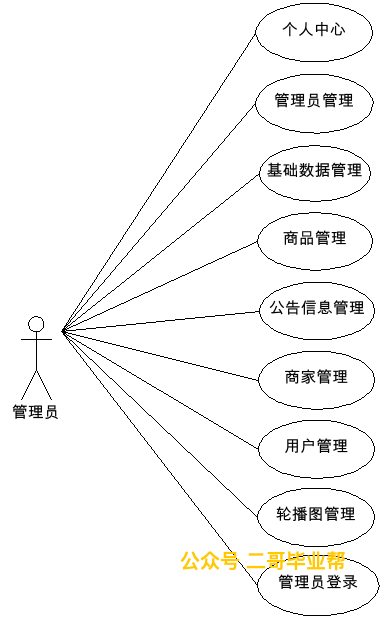 个人中心
管理员管理
基础数据管理
商品管理
公告信息管理
商家管理
管理员
用户管理
轮播图管理
公众号 二哥毕业帮
管理员登录